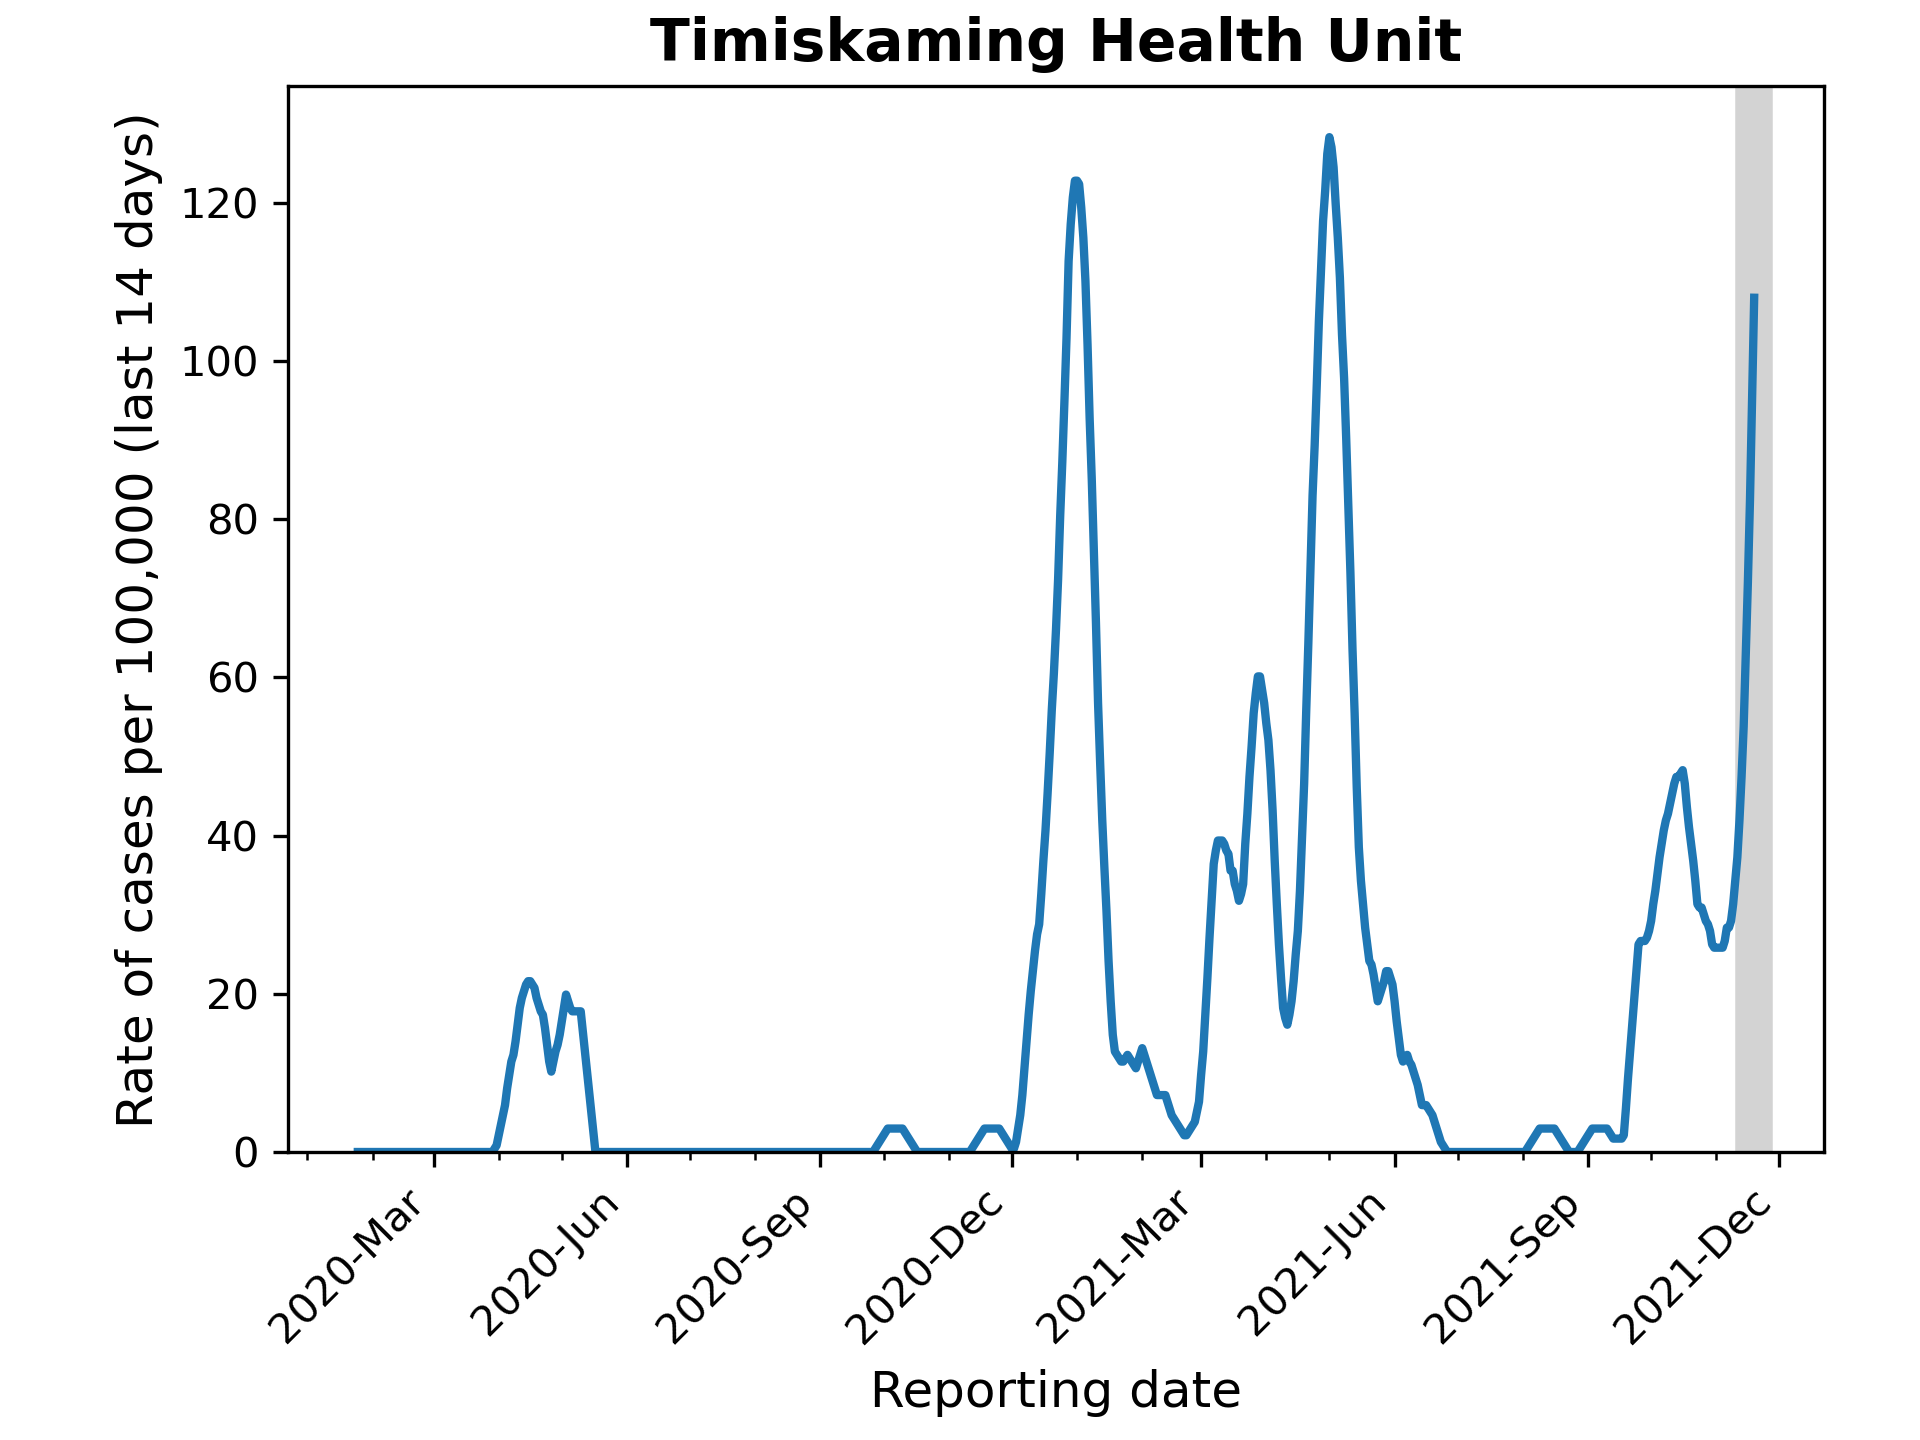 Timiskaming Health Unit
Rate of cases per 100,000 (last 14 days)
120
100
80
60
40
20
0
2020-Mar
2020-Jun
2020-Sep
2020-Dec
2021-Mar
2021-Jun
2021-Sep
2021-Dec
Reporting date